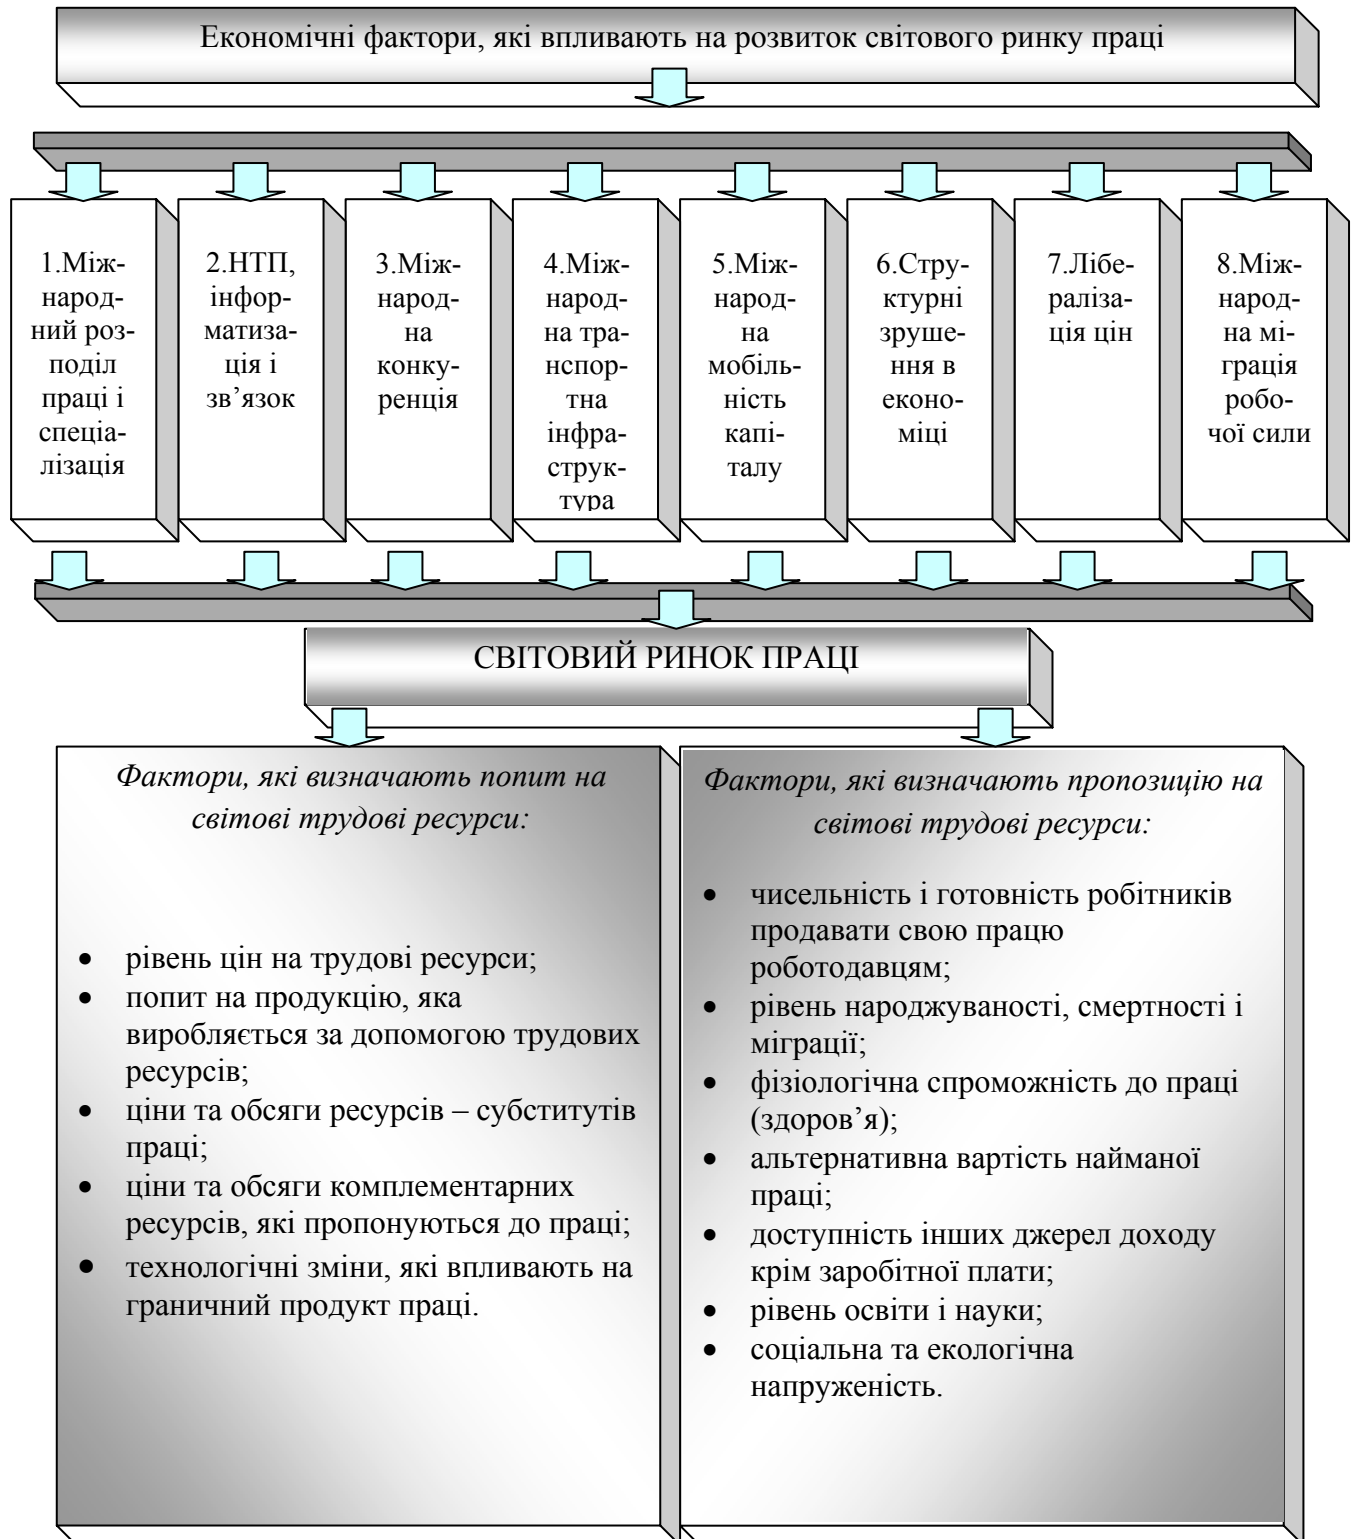 Економічні фактори, які впливають на розвиток світового ринку праці
1.Між-
народ-
ний роз-
поділ
праці і
спеціа-
лізація
2.НТП,
інфор-
матиза-
ція і
зв’язок
3.Між-
народ-
на
конку-
ренція
4.Між-
народ-
на тра-
нспор-
тна
інфра-
струк-
тура
5.Між-
народ-
на
мобіль-
ність
капі-
талу
6.Стру-
ктурні
зруше-
ння в
еконо-
міці
7.Лібе-
раліза-
ція цін
8.Між-
народ-
на мі-
грація
робо-
чої сили
СВІТОВИЙ РИНОК ПРАЦІ
Фактори, які визначають попит на
світові трудові ресурси:
• рівень цін на трудові ресурси;
• попит на продукцію, яка
виробляється за допомогою трудових
ресурсів;
• ціни та обсяги ресурсів – субститутів
праці;
• ціни та обсяги комплементарних
ресурсів, які пропонуються до праці;
• технологічні зміни, які впливають на
граничний продукт праці.
Фактори, які визначають пропозицію на
світові трудові ресурси:
• чисельність і готовність робітників
продавати свою працю
роботодавцям;
• рівень народжуваності, смертності і
міграції;
• фізіологічна спроможність до праці
(здоров’я);
• альтернативна вартість найманої
праці;
• доступність інших джерел доходу
крім заробітної плати;
• рівень освіти і науки;
• соціальна та екологічна
напруженість.